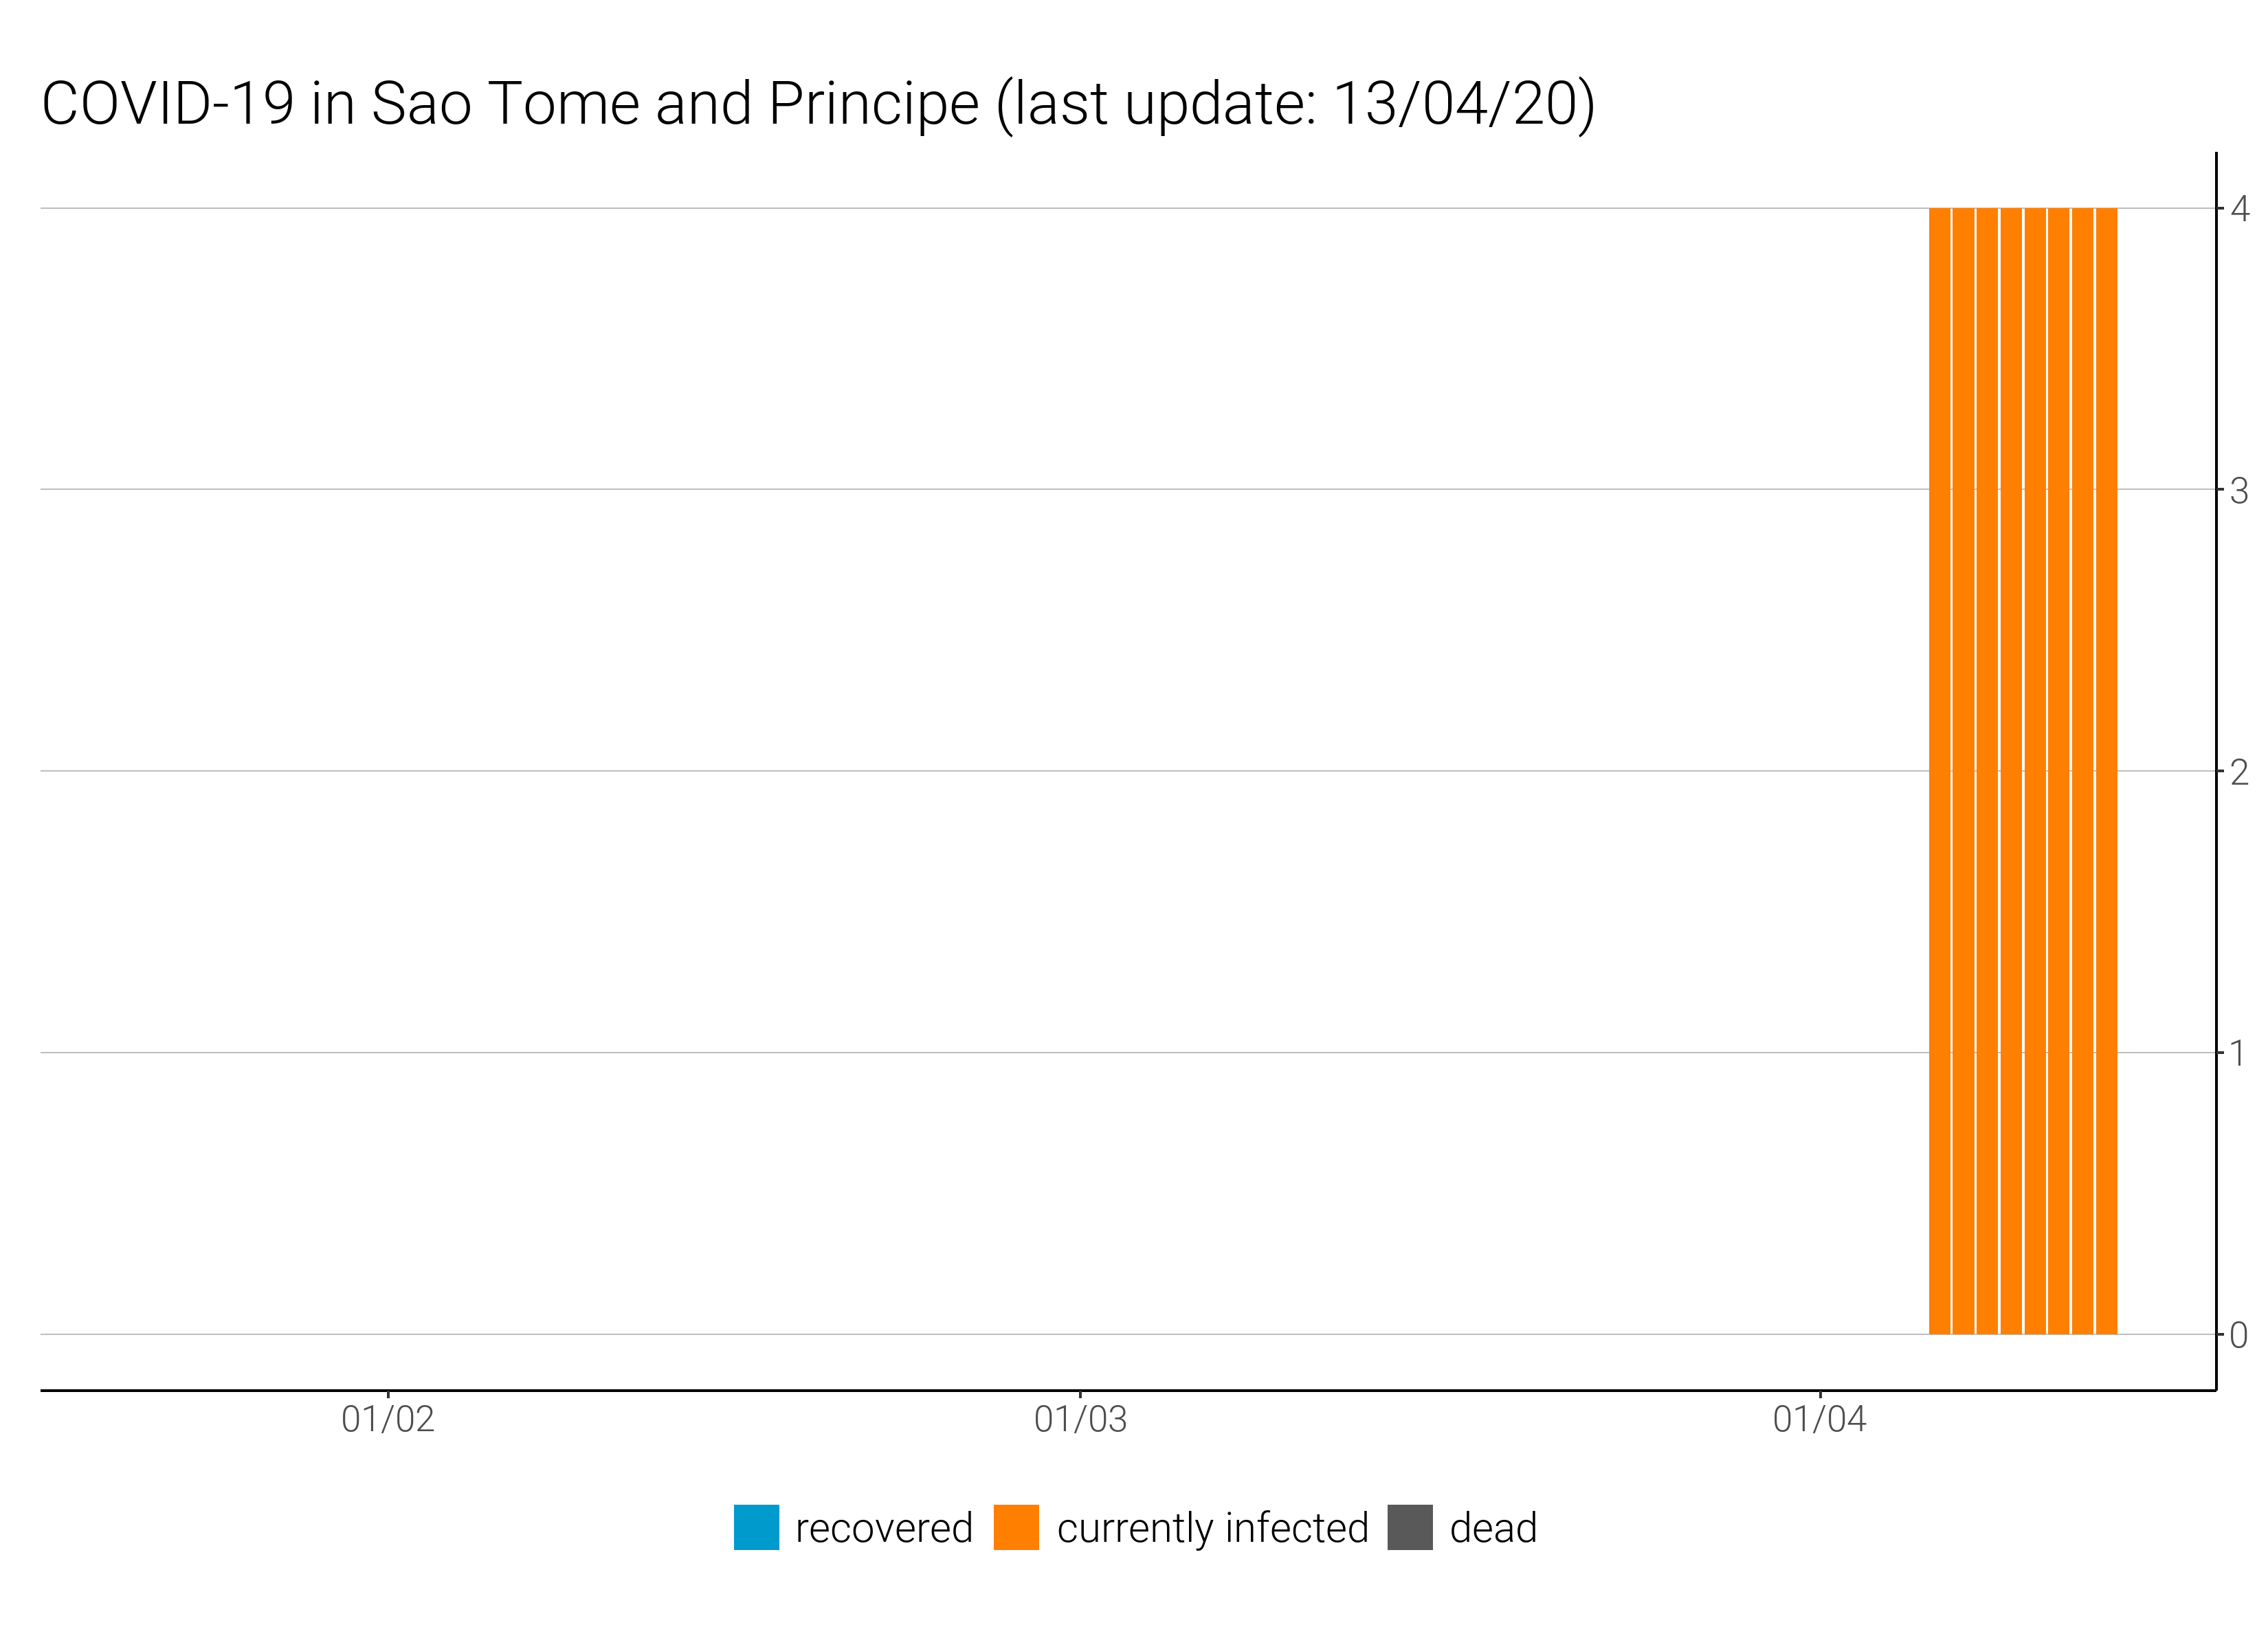 COVID-19 in Sao Tome and Principe (last update: 13/04/20)
4
3
2
1
0
01/02 01/03 01/04
recovered currently infected dead